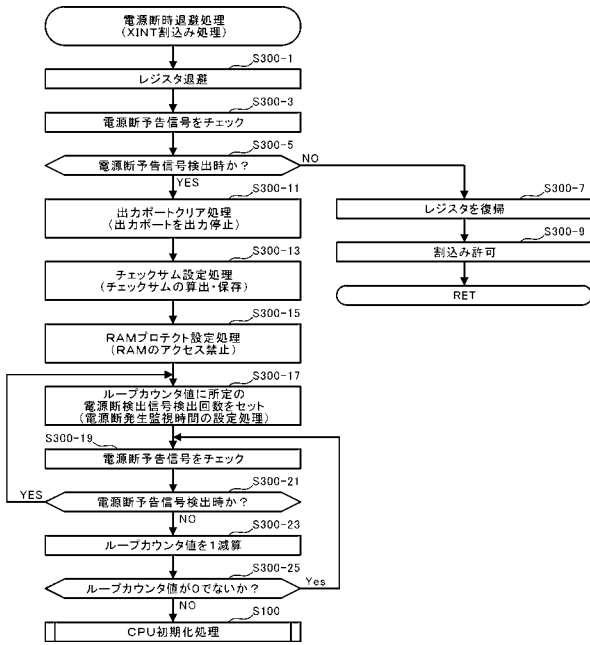 電源断時退避処理
(XINT割込み処理)
S300-1
レジスタ退避
S300-3
電源断予告信号をチェック
S300-5
電源断予告信号検出時か？
NO
YES
S300-7
レジスタを復帰
S300-9
割込み許可
RET
S300-11
出力ポートクリア処理
(出力ポートを出力停止)
S300-13
チェックサム設定処理
(チェックサムの算出・保存)
S300-15
RAMプロテクト設定処理
(RAMのアクセス禁止)
S300-17
ループカウンタ値に所定の
電源断検出信号検出回数をセット
(電源断発生監視時間の設定処理)
S300-19
電源断予告信号をチェック
S300-21
YES
電源断予告信号検出時か？
NO
S300-23
ループカウンタ値を1減算
S300-25
ループカウンタ値が0でないか？
Yes
NO
S100
CPU初期化処理